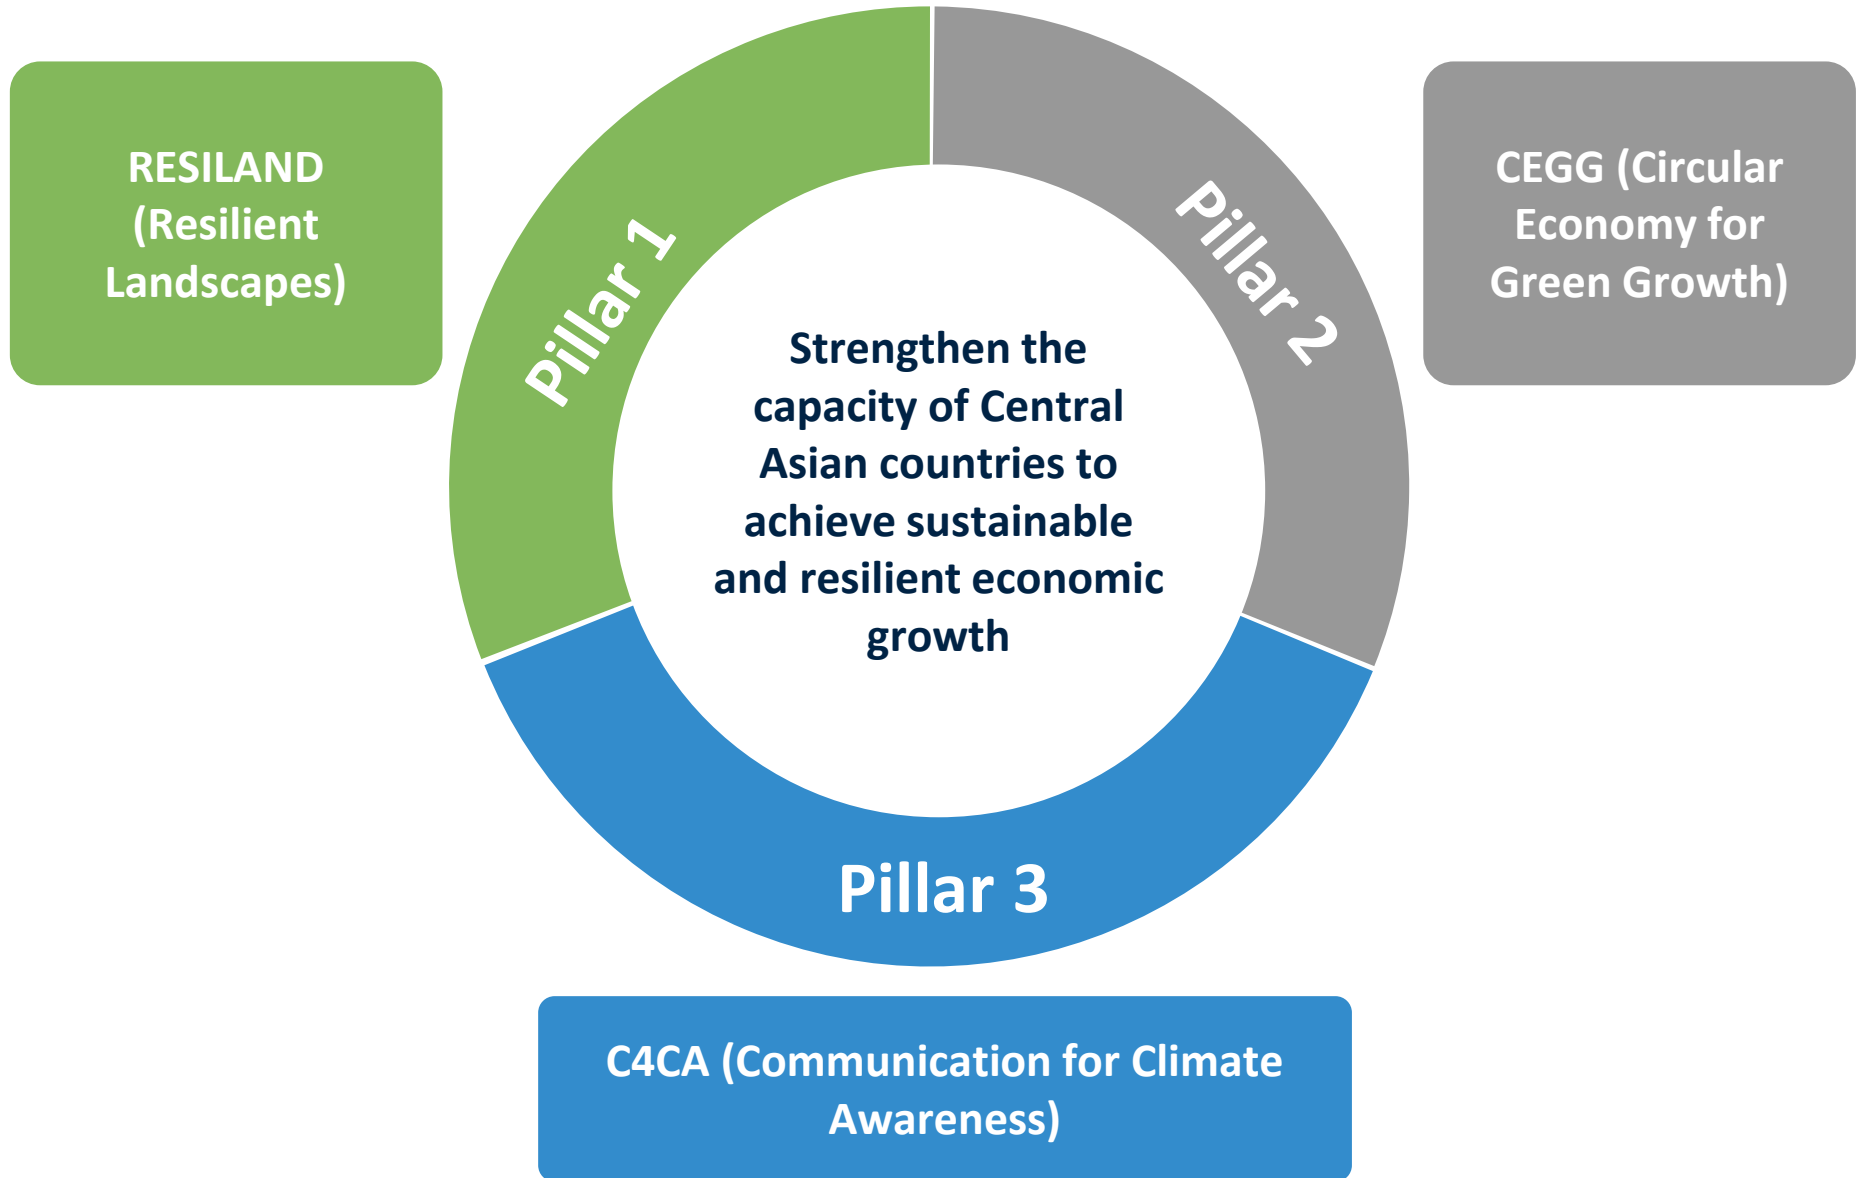 RESILAND
(Resilient
Landscapes)
Pillar 1
Pillar 2
CEGG (Circular
Economy for
Green Growth)
Strengthen the
capacity of Central
Asian countries to
achieve sustainable
and resilient economic
growth
Pillar 3
C4CA (Communication for Climate
Awareness)